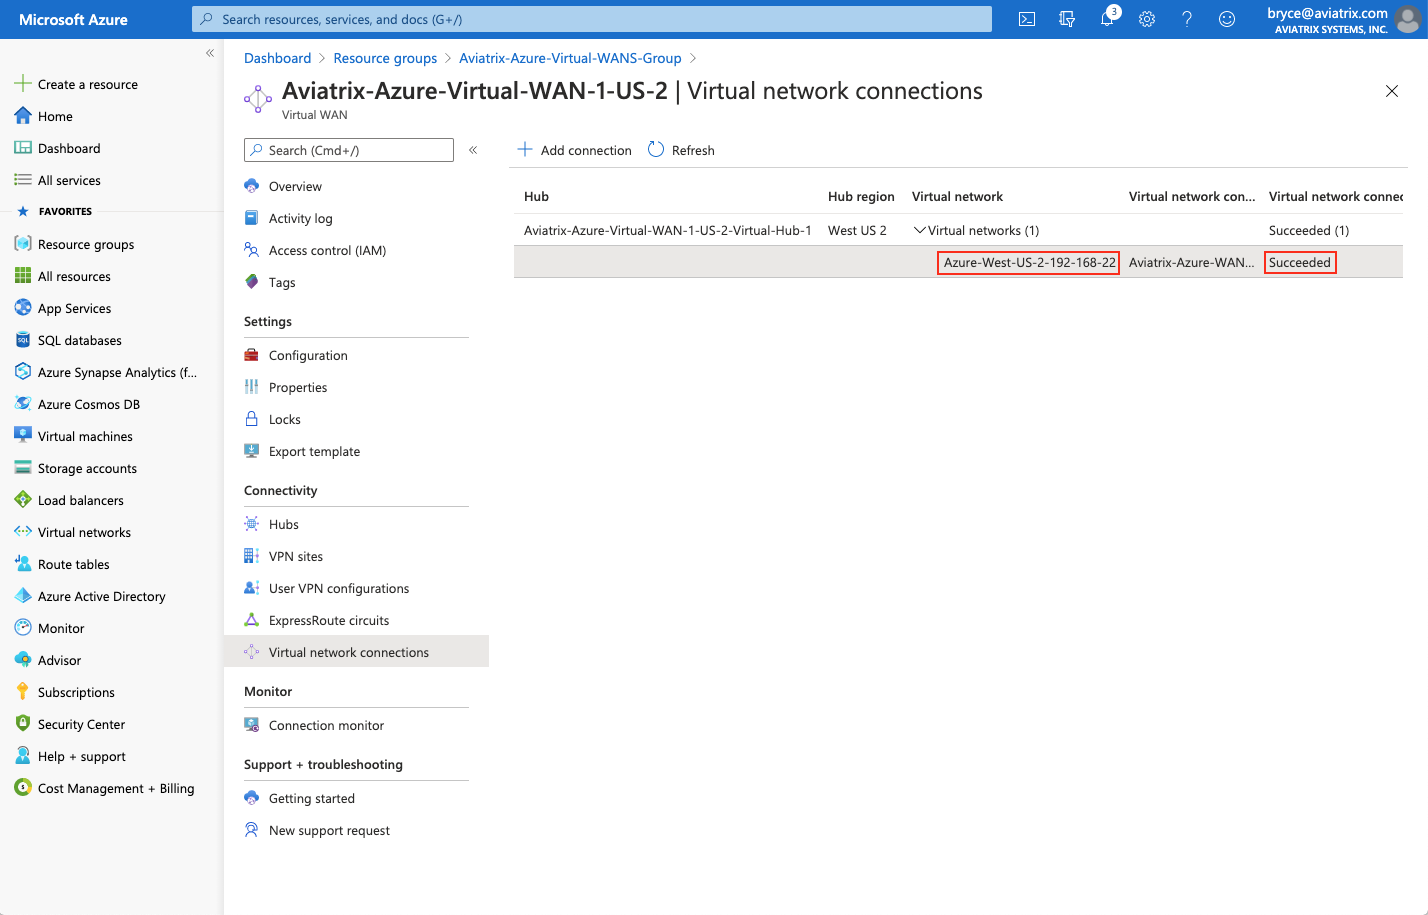 Microsoft Azure
Search resources, services, and docs (G+/)
3
bryce@aviatrix.com
AVIATRIX SYSTEMS, INC.
Create a resource
Home
Dashboard
All services
FAVORITES
Resource groups
All resources
App Services
SQL databases
Azure Synapse Analytics (f...
Azure Cosmos DB
Virtual machines
Storage accounts
Load balancers
Virtual networks
Route tables
Azure Active Directory
Monitor
Advisor
Subscriptions
Security Center
Help + support
Cost Management + Billing
Dashboard > Resource groups > Aviatrix-Azure-Virtual-WANS-Group >
Aviatrix-Azure-Virtual-WAN-1-US-2 | Virtual network connections
Virtual WAN
Search (Cmd+/)
Overview
Activity log
Access control (IAM)
Tags
Settings
Configuration
Properties
Locks
Export template
Connectivity
Hubs
VPN sites
User VPN configurations
ExpressRoute circuits
Virtual network connections
Monitor
Connection monitor
Support + troubleshooting
Getting started
New support request
Add connection Refresh
Hub Hub region Virtual network Virtual network con... Virtual network connec
Aviatrix-Azure-Virtual-WAN-1-US-2-Virtual-Hub-1 West US 2 Virtual networks (1) Succeeded (1)
Azure-West-US-2-192-168-22 Aviatrix-Azure-WAN... Succeeded